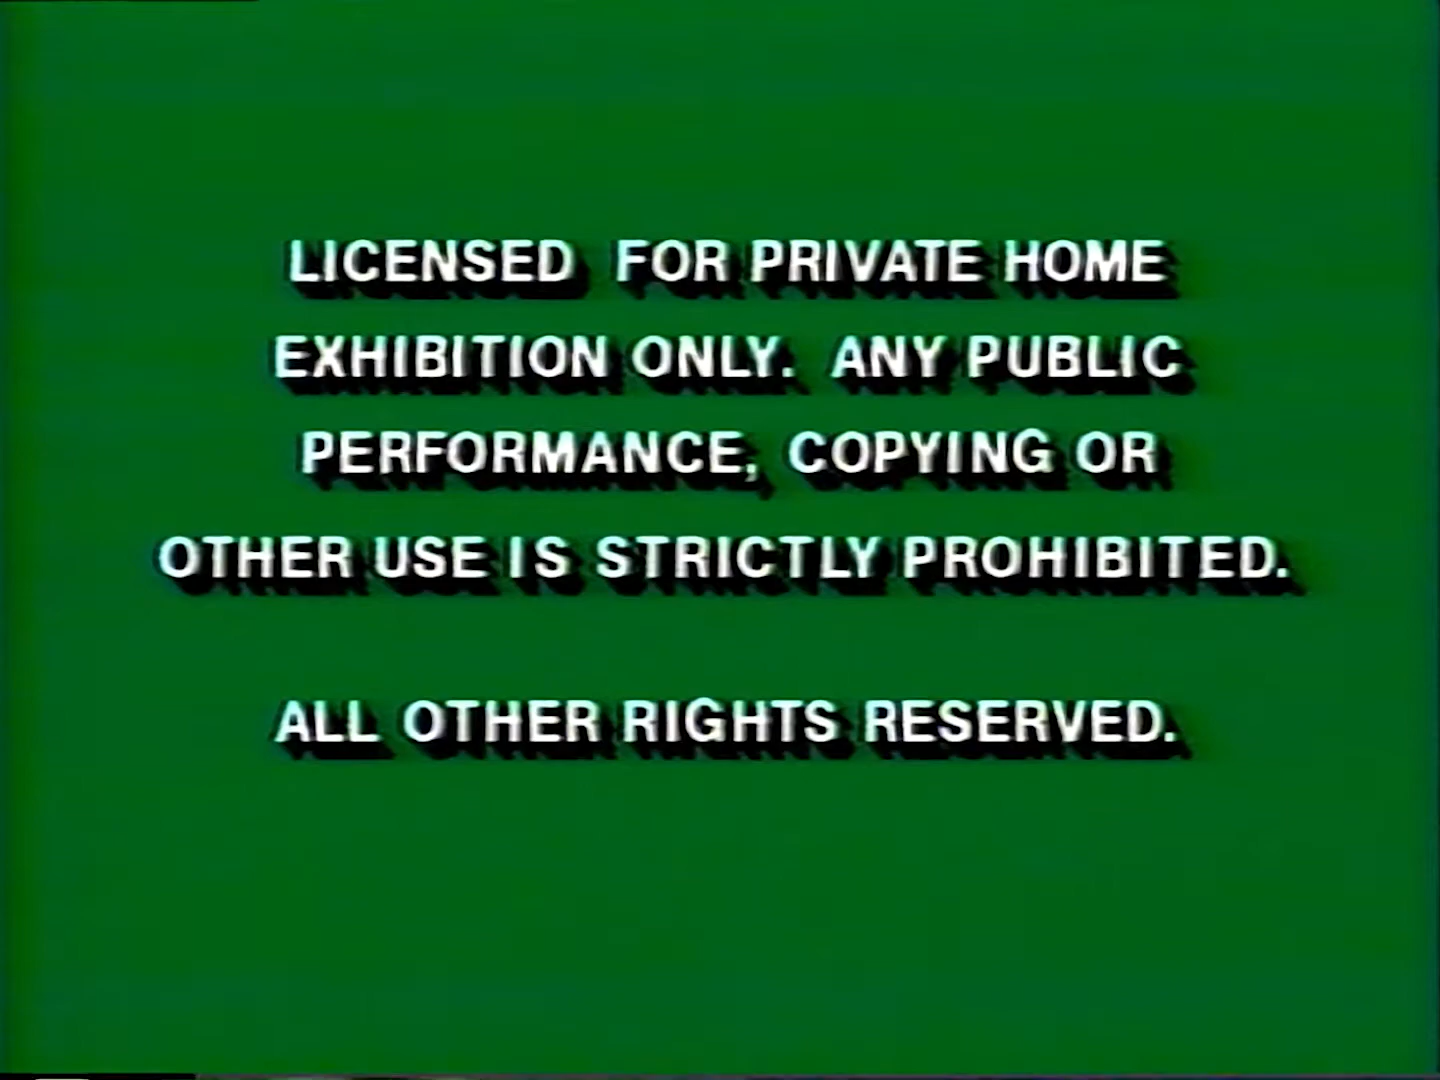 LICENSED FOR PRIVATE HOME
EXHIBITION ONLY. ANY PUBLIC
PERFORMANCE, COPYING OR
OTHER USE IS STRICTLY PROHIBITED.
ALL OTHER RIGHTS RESERVED.